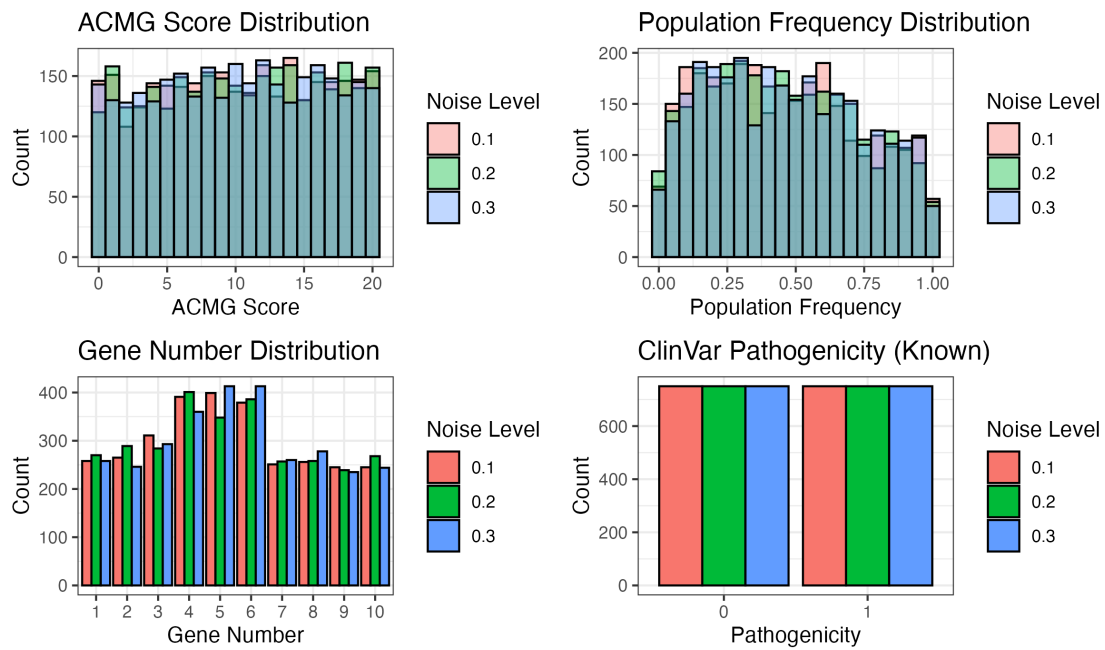 ACMG Score Distribution
150
100
50
0
Count
0 5 10 15 20
ACMG Score
Noise Level
0.1
0.2
0.3
Population Frequency Distribution
200
150
100
50
0
Count
0.00 0.25 0.50 0.75 1.00
Population Frequency
Noise Level
0.1
0.2
0.3
Gene Number Distribution
400
300
200
100
0
Count
1 2 3 4 5 6 7 8 9 10
Gene Number
Noise Level
0.1
0.2
0.3
ClinVar Pathogenicity (Known)
600
400
200
0
Count
0 1
Pathogenicity
Noise Level
0.1
0.2
0.3